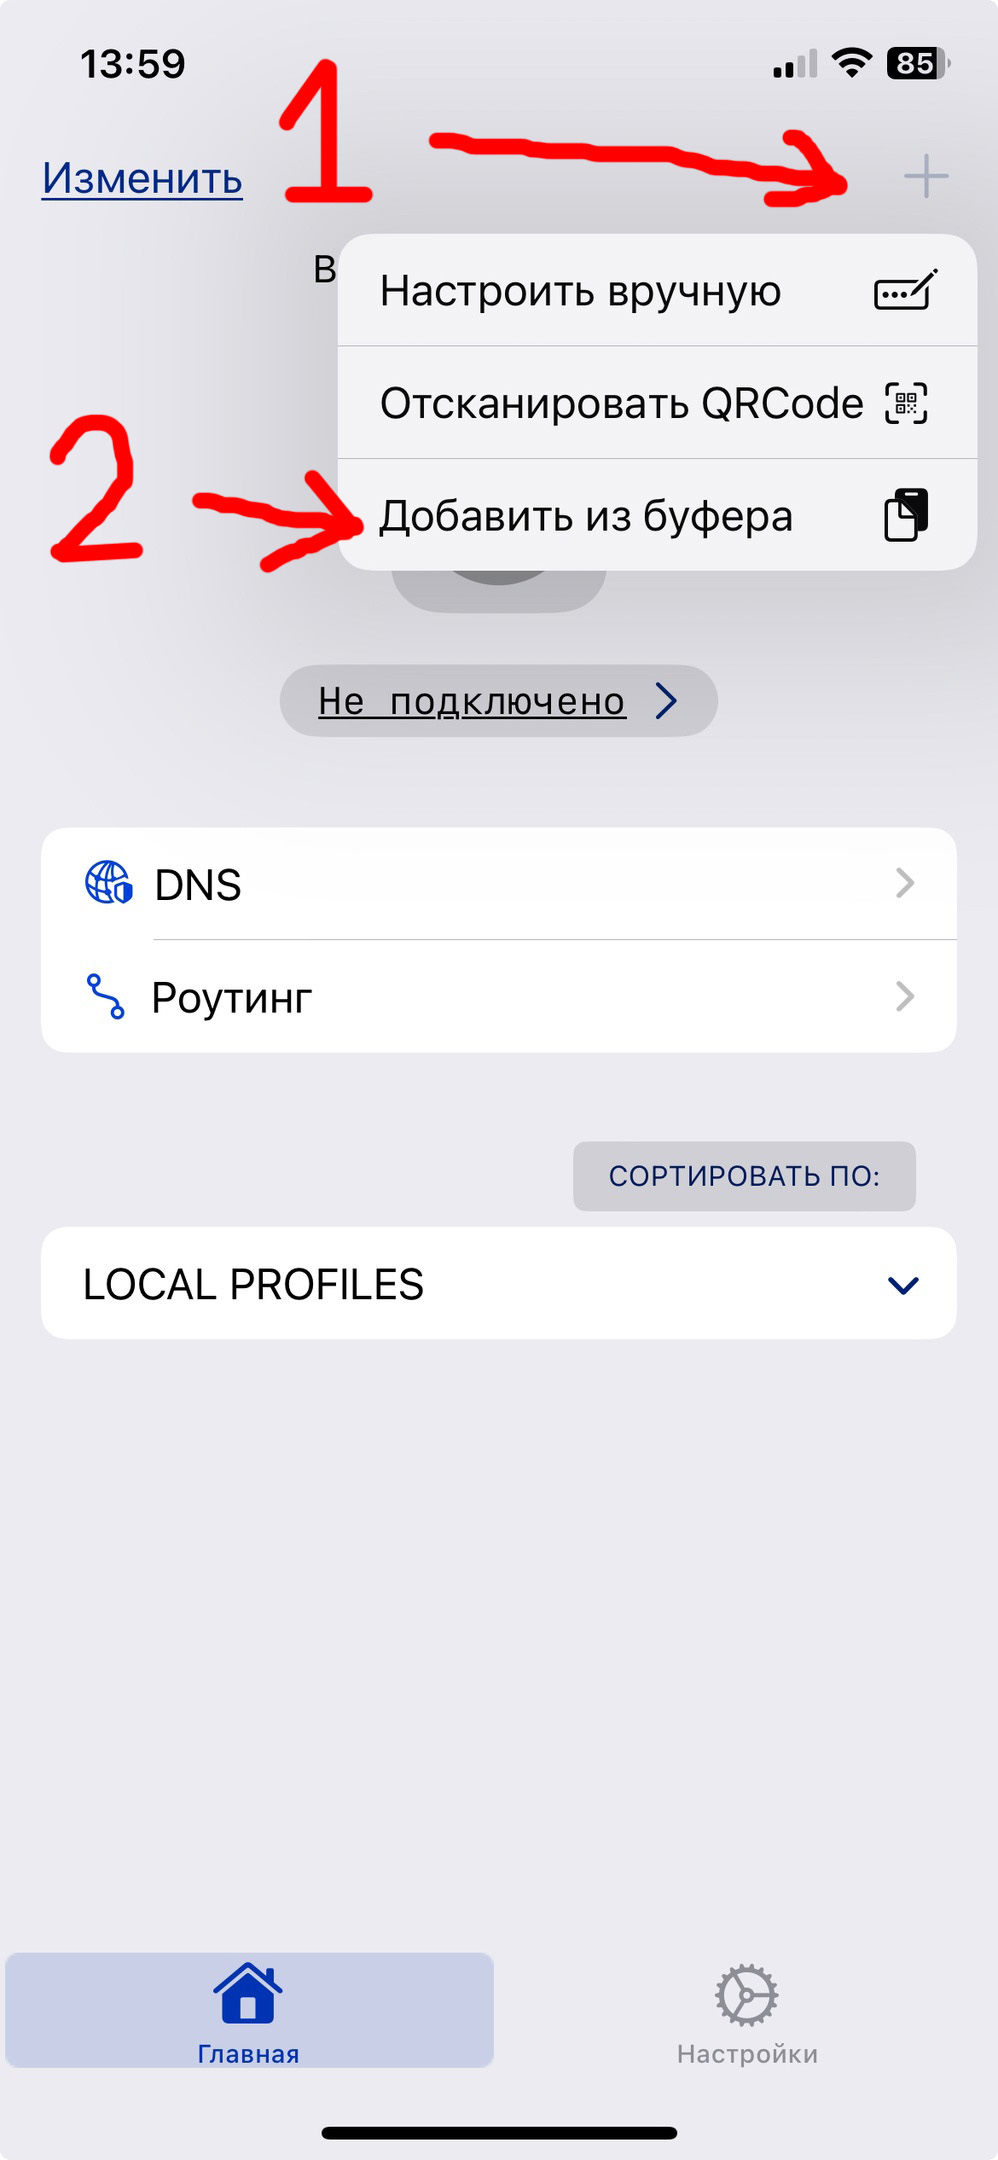 13:59
85
1
Изменить
В
Настроить вручную
Отсканировать QRCode
2
Добавить из буфера
Не подключено
DNS
Роутинг
СОРТИРОВАТЬ ПО:
LOCAL PROFILES
Главная
Настройки